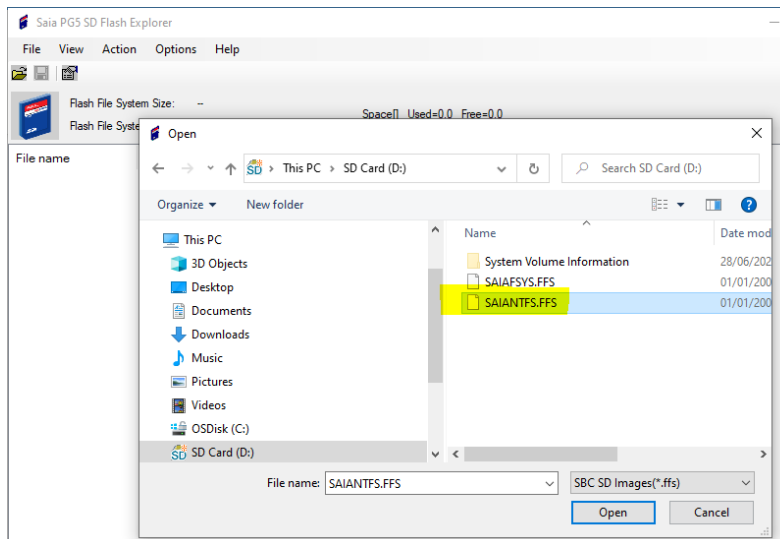 Saia PG5 SD Flash Explorer
File View Action Options Help
Flash File System Size: --
Space[] Used=0.0 Free=0.0
Flash File Syste
File name
Open
This PC > SD Card (D:)
Search SD Card (D:)
Organize
New folder
This PC
3D Objects
Desktop
Documents
Downloads
Music
Pictures
Videos
OSDisk (C:)
SD Card (D:)
Name Date mod
System Volume Information 28/06/202
SAIAFSYS.FFS 01/01/200
SAIANTFS.FFS 01/01/200
File name: SAIANTFS.FFS
SBC SD Images(*.ffs)
Open Cancel